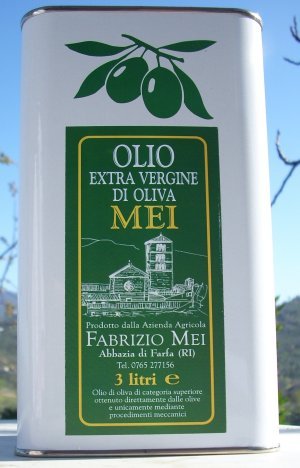 OLIO
EXTRA VERGINE
DI OLIVA
MEI
Prodotto dalla Azienda Agricola
FABRIZIO MEI
Abbazia di Farfa (RI)
Tel. 0765 277156
3 litri e
Olio di oliva di categoria superiore
ottenuto direttamente dalle olive
e unicamente mediante
procedimenti meccanici